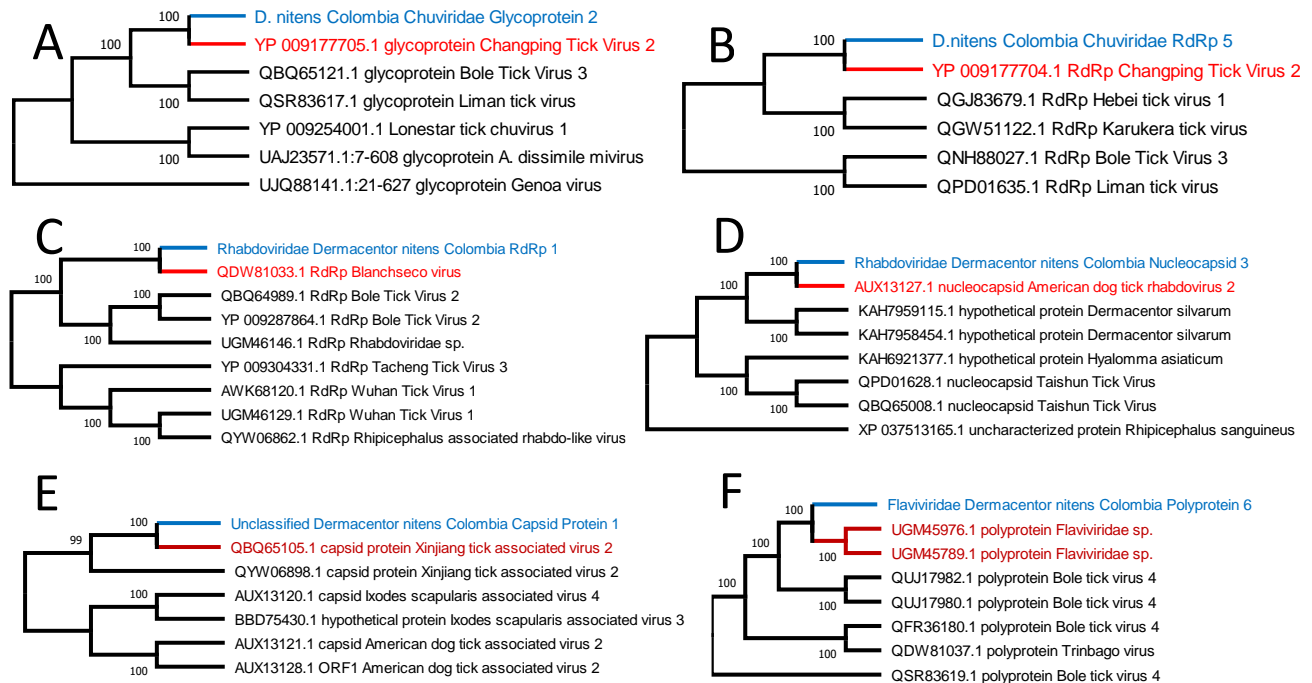 A
100
D. nitens Colombia Chuviridae Glycoprotein 2
100
YP 009177705.1 glycoprotein Changping Tick Virus 2
QBQ65121.1 glycoprotein Bole Tick Virus 3
100
QSR83617.1 glycoprotein Liman tick virus
YP 009254001.1 Lonestar tick chuvirus 1
100
UAJ23571.1:7-608 glycoprotein A. dissimile mivirus
UJQ88141.1:21-627 glycoprotein Genoa virus
B
100
D.nitens Colombia Chuviridae RdRp 5
YP 009177704.1 RdRp Changping Tick Virus 2
QGJ83679.1 RdRp Hebei tick virus 1
100
QGW51122.1 RdRp Karukera tick virus
QNH88027.1 RdRp Bole Tick Virus 3
100
QPD01635.1 RdRp Liman tick virus
C
100
Rhabdoviridae Dermacentor nitens Colombia RdRp 1
QDW81033.1 RdRp Blanchseco virus
100
QBQ64989.1 RdRp Bole Tick Virus 2
YP 009287864.1 RdRp Bole Tick Virus 2
100
UGM46146.1 RdRp Rhabdoviridae sp.
YP 009304331.1 RdRp Tacheng Tick Virus 3
AWK68120.1 RdRp Wuhan Tick Virus 1
100
UGM46129.1 RdRp Wuhan Tick Virus 1
100
QYW06862.1 RdRp Rhipicephalus associated rhabdo-like virus
D
100
Rhabdoviridae Dermacentor nitens Colombia Nucleocapsid 3
AUX13127.1 nucleocapsid American dog tick rhabdovirus 2
KAH7959115.1 hypothetical protein Dermacentor silvarum
100
KAH7958454.1 hypothetical protein Dermacentor silvarum
KAH6921377.1 hypothetical protein Hyalomma asiaticum
100
QPD01628.1 nucleocapsid Taishun Tick Virus
100
QBQ65008.1 nucleocapsid Taishun Tick Virus
XP 037513165.1 uncharacterized protein Rhipicephalus sanguineus
E
100
Unclassified Dermacentor nitens Colombia Capsid Protein 1
99
QBQ65105.1 capsid protein Xinjiang tick associated virus 2
QYW06898.1 capsid protein Xinjiang tick associated virus 2
100
AUX13120.1 capsid Ixodes scapularis associated virus 4
BBD75430.1 hypothetical protein Ixodes scapularis associated virus 3
AUX13121.1 capsid American dog tick associated virus 2
100
AUX13128.1 ORF1 American dog tick associated virus 2
F
100
Flaviviridae Dermacentor nitens Colombia Polyprotein 6
UGM45976.1 polyprotein Flaviviridae sp.
100
100
UGM45789.1 polyprotein Flaviviridae sp.
100
QUJ17982.1 polyprotein Bole tick virus 4
100
QUJ17980.1 polyprotein Bole tick virus 4
QFR36180.1 polyprotein Bole tick virus 4
100
QDW81037.1 polyprotein Trinbago virus
QSR83619.1 polyprotein Bole tick virus 4